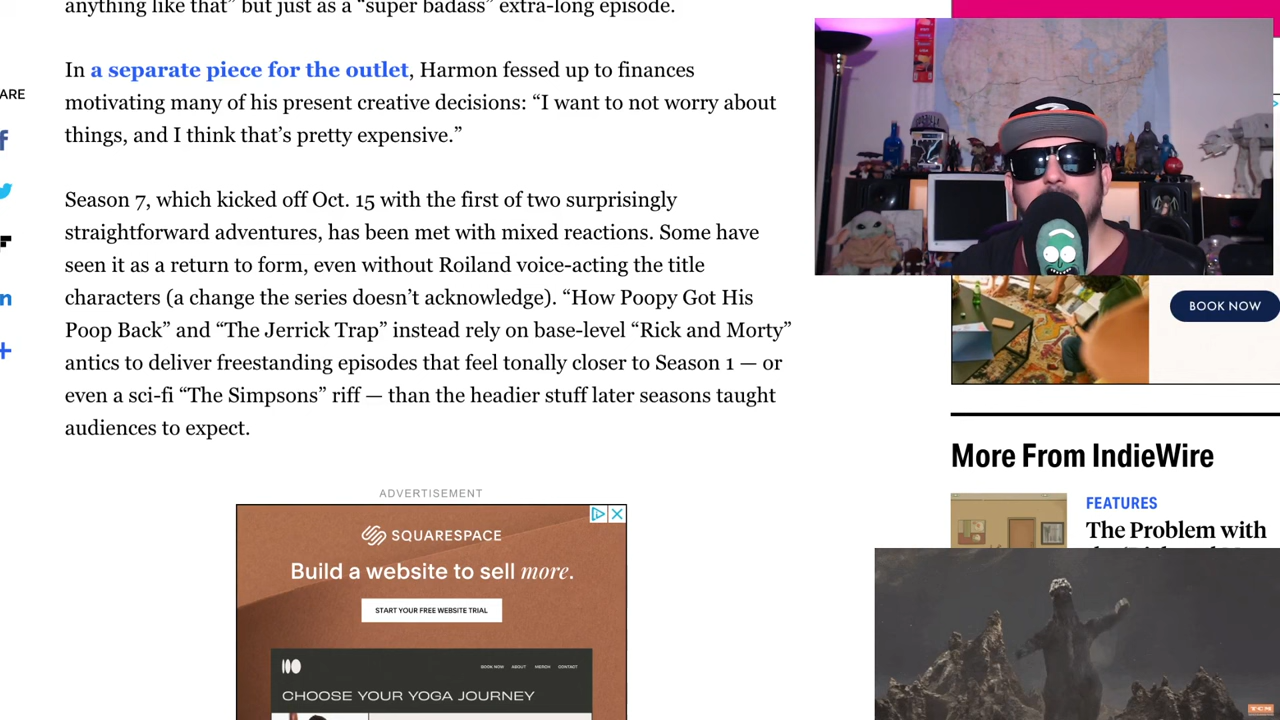 anything like that” but just as a “super badass” extra-long episode.
In a separate piece for the outlet, Harmon fessed up to finances
motivating many of his present creative decisions: “I want to not worry about
things, and I think that’s pretty expensive.”
ARE
Season 7, which kicked off Oct. 15 with the first of two surprisingly
straightforward adventures, has been met with mixed reactions. Some have
seen it as a return to form, even without Roiland voice-acting the title
characters (a change the series doesn’t acknowledge). “How Poopy Got His
Poop Back” and “The Jerrick Trap” instead rely on base-level “Rick and Morty”
antics to deliver freestanding episodes that feel tonally closer to Season 1 — or
even a sci-fi “The Simpsons” riff — than the headier stuff later seasons taught
audiences to expect.
ADVERTISEMENT
SQUARESPACE
Build a website to sell more.
START YOUR FREE WEBSITE TRIAL
BOOK NOW ABOUT MERCH CONTACT
CHOOSE YOUR YOGA JOURNEY
BOOK NOW
More From IndieWire
FEATURES
The Problem with
TCM